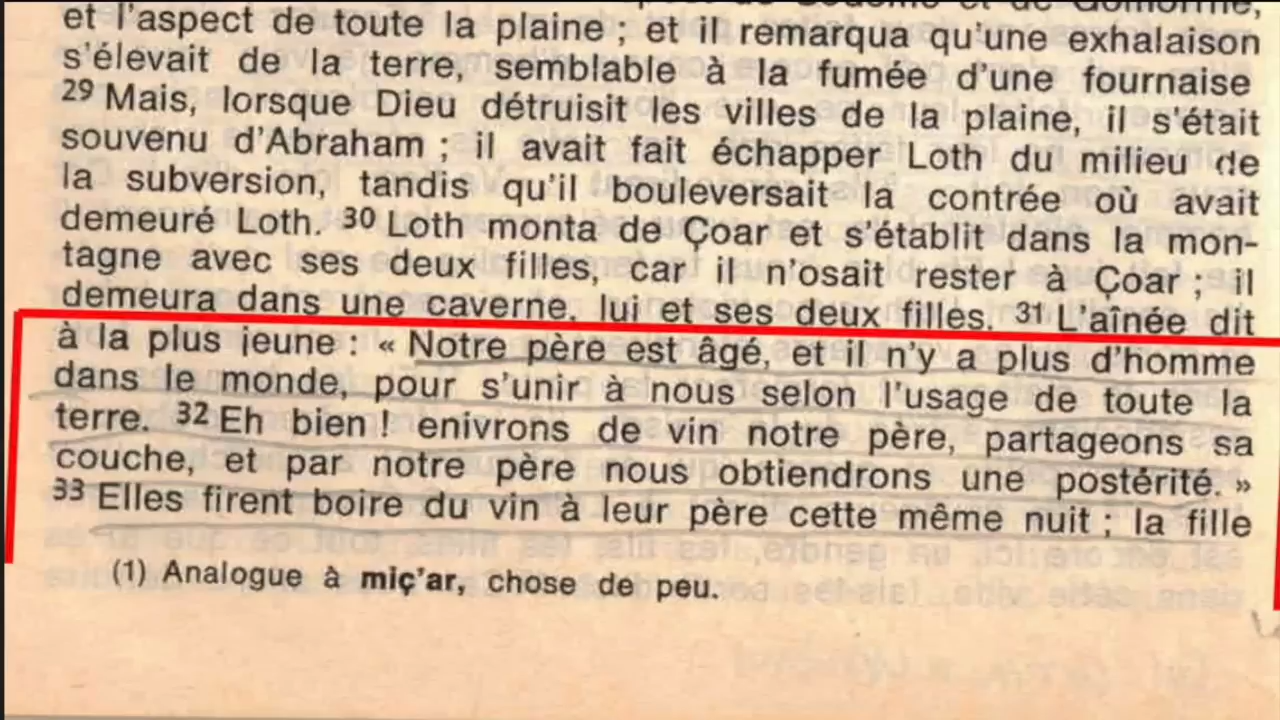 et l'aspect de toute la plaine ; et il remarqua qu'une exhalaison
s'élevait de la terre, semblable à la fumée d'une fournaise
29 Mais, lorsque Dieu détruisit les villes de la plaine, il s'était
souvenu d'Abraham ; il avait fait échapper Loth du milieu de
la subversion, tandis qu'il bouleversait la contrée où avait
demeuré Loth. 30 Loth monta de Çoar et s'établit dans la mon-
tagne avec ses deux filles, car il n'osait rester à Çoar ; il
demeura dans une caverne, lui et ses deux filles. 31 L'aînée dit
à la plus jeune : « Notre père est âgé, et il n'y a plus d'homme
dans le monde, pour s'unir à nous selon l'usage de toute la
terre. 32 Eh bien ! enivrons de vin notre père, partageons sa
couche, et par notre père nous obtiendrons une postérité. »
33 Elles firent boire du vin à leur père cette même nuit ; la fille
(1) Analogue à miç'ar, chose de peu.